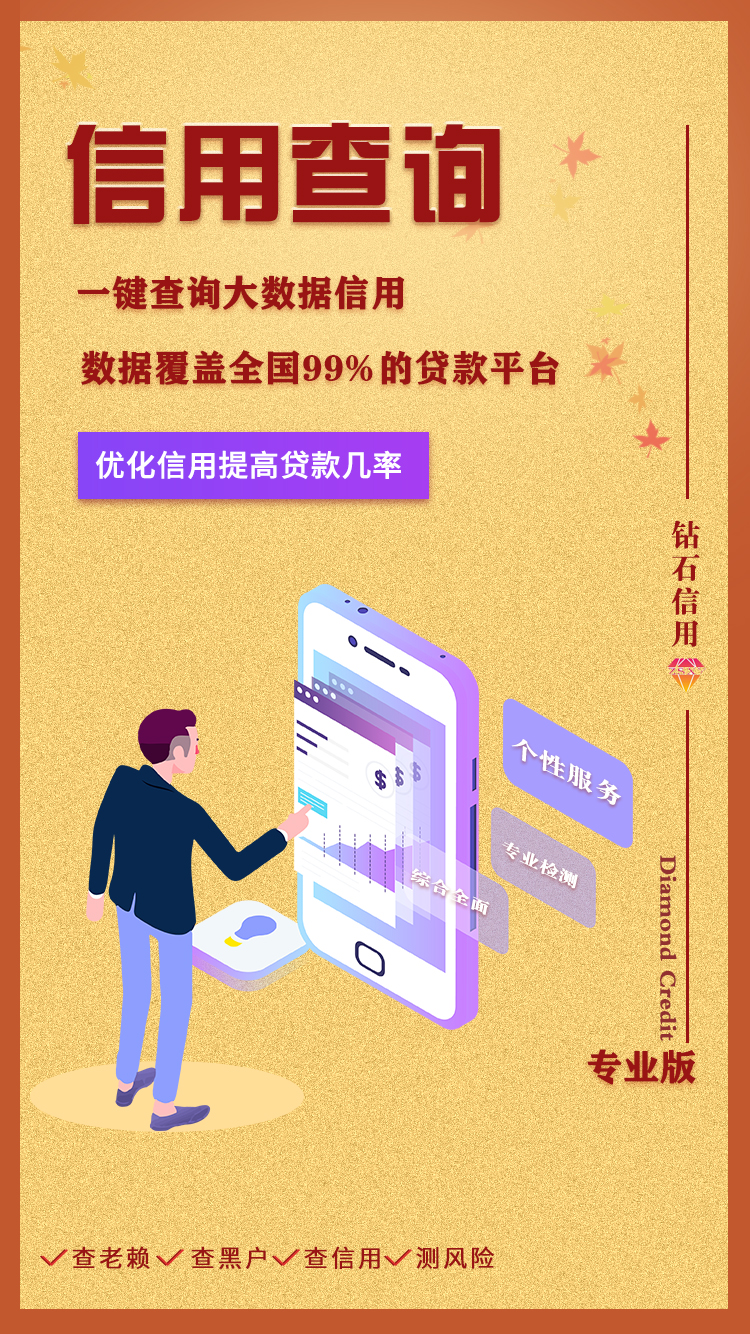 信用查询
一键查询大数据信用
数据覆盖全国99%的贷款平台
优化信用提高贷款几率
钻石信用
$
$
$
个性服务
专业检测
综合全面
Diamond Credit
专业版
查老赖 查黑户 查信用 测风险